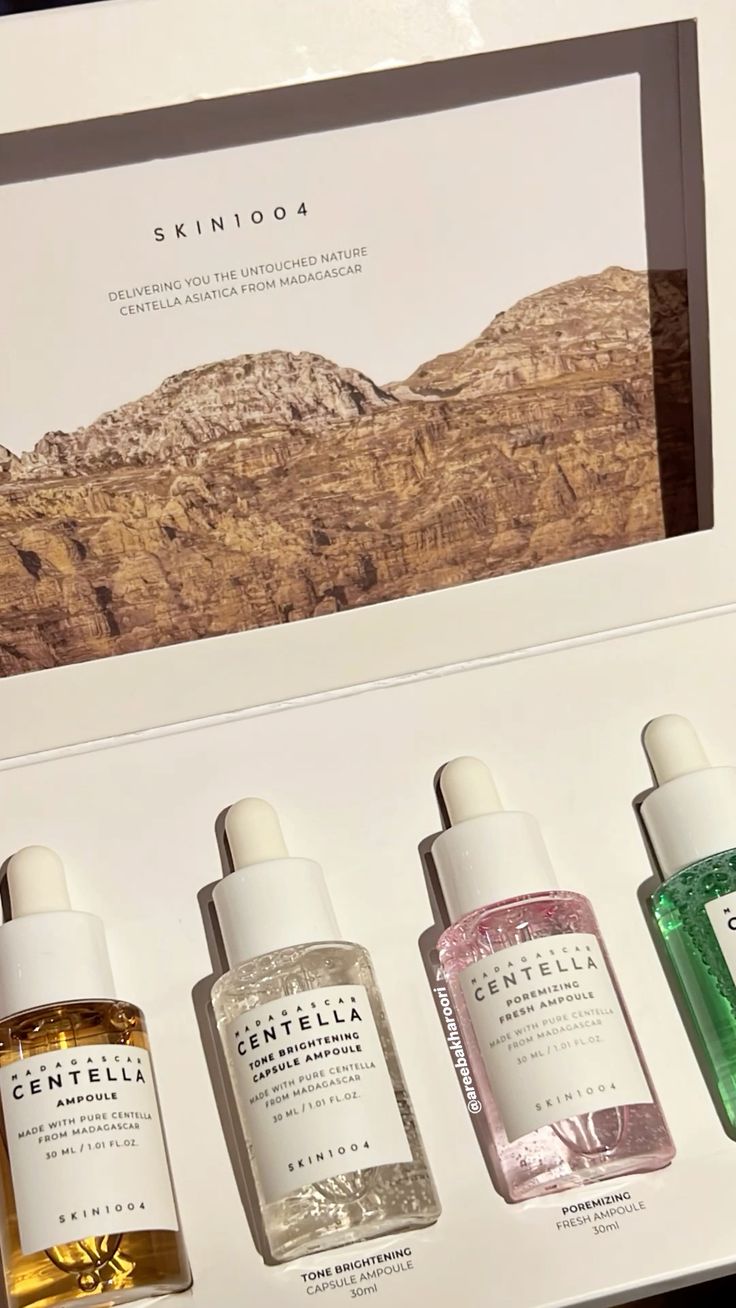 SKIN1004
DELIVERING YOU THE UNTOUCHED NATURE
CENTELLA ASIATICA FROM MADAGASCAR
MADAGASCAR
CENTELLA
AMPOULE
MADE WITH PURE CENTELLA
FROM MADAGASCAR
30 ML / 1.01 FL.OZ.
SKIN1004
MADAGASCAR
CENTELLA
TONE BRIGHTENING
CAPSULE AMPOULE
MADE WITH PURE CENTELLA
FROM MADAGASCAR
30 ML / 1.01 FL.OZ.
SKIN1004
TONE BRIGHTENING
CAPSULE AMPOULE
30ml
@areebakharoori
MADAGASCAR
CENTELLA
POREMIZING
FRESH AMPOULE
MADE WITH PURE CENTELLA
FROM MADAGASCAR
30 ML / 1.01 FL.OZ.
SKIN1004
POREMIZING
FRESH AMPOULE
30ml